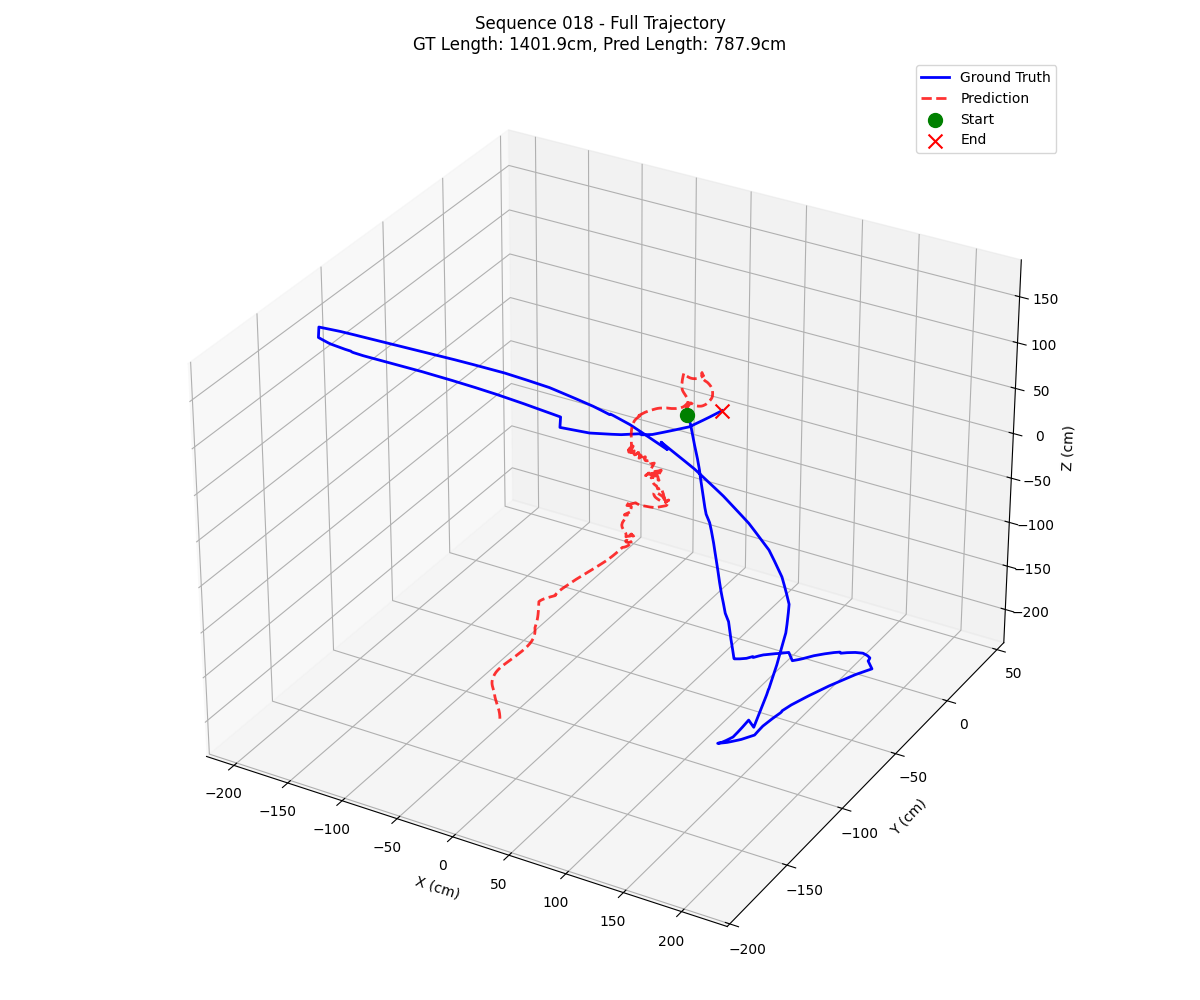 Sequence 018 - Full Trajectory
GT Length: 1401.9cm, Pred Length: 787.9cm
Ground Truth
Prediction
Start
End
150
100
50
0
−50
−100
−150
−200
Z (cm)
50
0
−50
−100
−150
−200
Y (cm)
−200
−150
−100
−50
0
50
100
150
200
X (cm)